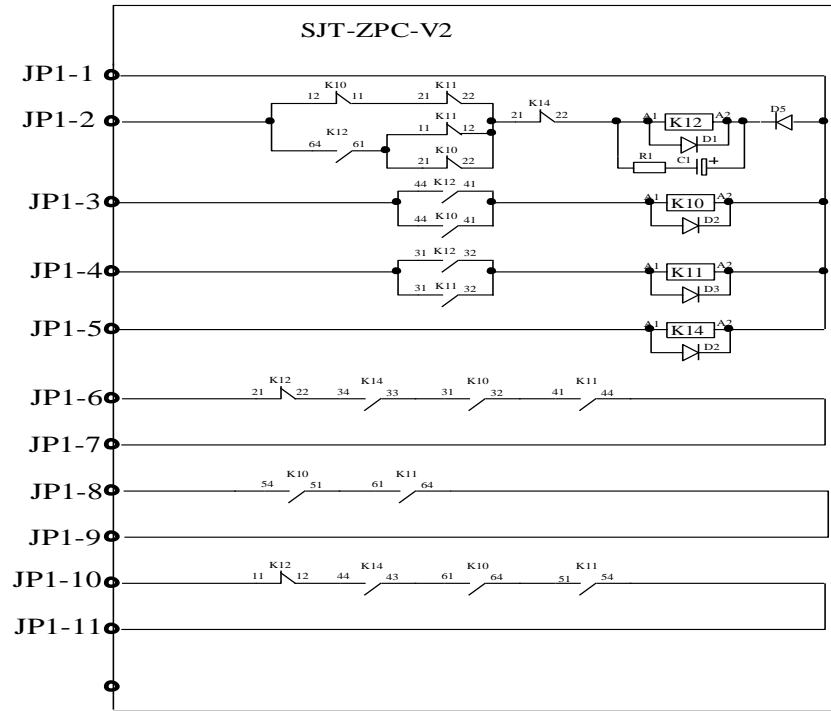 SJT-ZPC-V2
JP1-1
K10 K11
12 11 21 22
K14
21 22
D5
JP1-2
K11
11 12
A1 K12 A2
D1
K12
64 61
K10
21 22
R1 C1 +
JP1-3
44 K12 41
44 K10 41
A1 K10 A2
D2
JP1-4
31 K12 32
31 K11 32
A1 K11 A2
D3
JP1-5
A1 K14 A2
D2
K12 K14 K10 K11
JP1-6
21 22 34 33 31 32 41 44
JP1-7
K10 K11
JP1-8
54 51 61 64
JP1-9
K12 K14 K10 K11
JP1-10
11 12 44 43 61 64 51 54
JP1-11